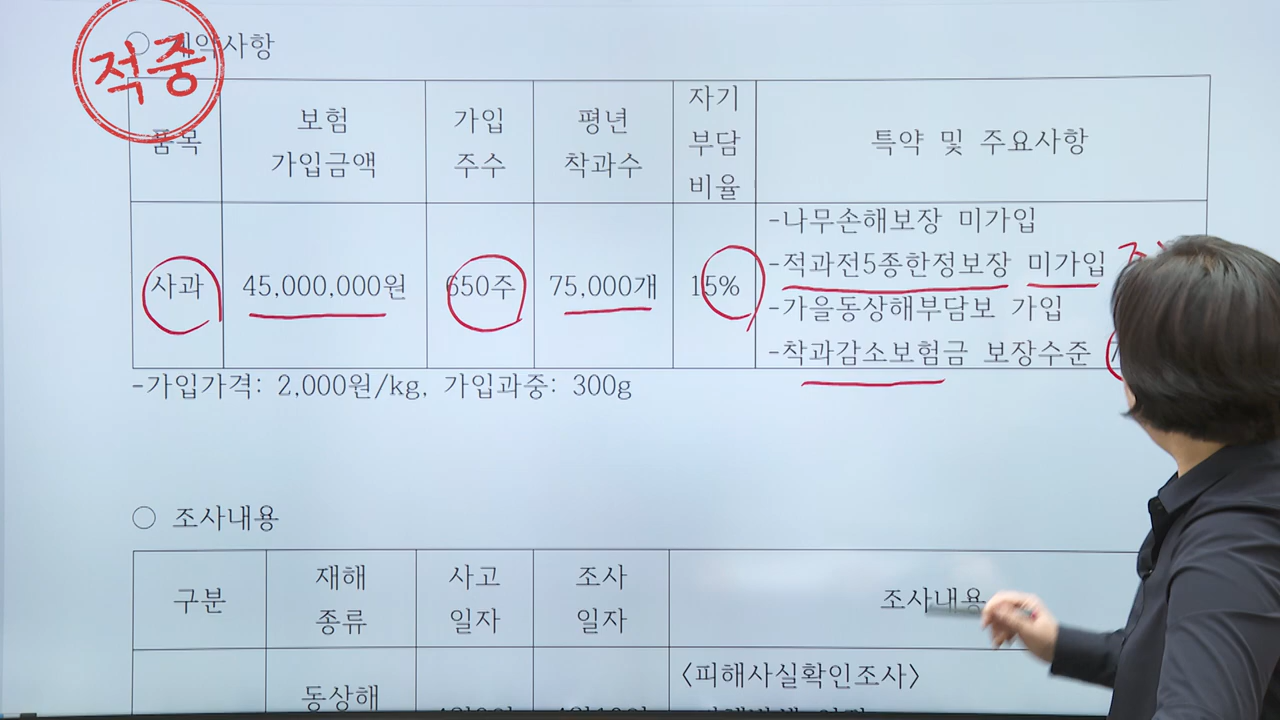 적중
○ 계약사항
품목
보험
가입금액
가입
주수
평년
착과수
자기
부담
비율
특약 및 주요사항
사과
45,000,000원
650주
75,000개
15%
-나무손해보장 미가입
-적과전5종한정보장 미가입
-가을동상해부담보 가입
-착과감소보험금 보장수준
-가입가격: 2,000원/kg, 가입과중: 300g
○ 조사내용
구분
재해
종류
사고
일자
조사
일자
조사내용
동상해
〈피해사실확인조사〉